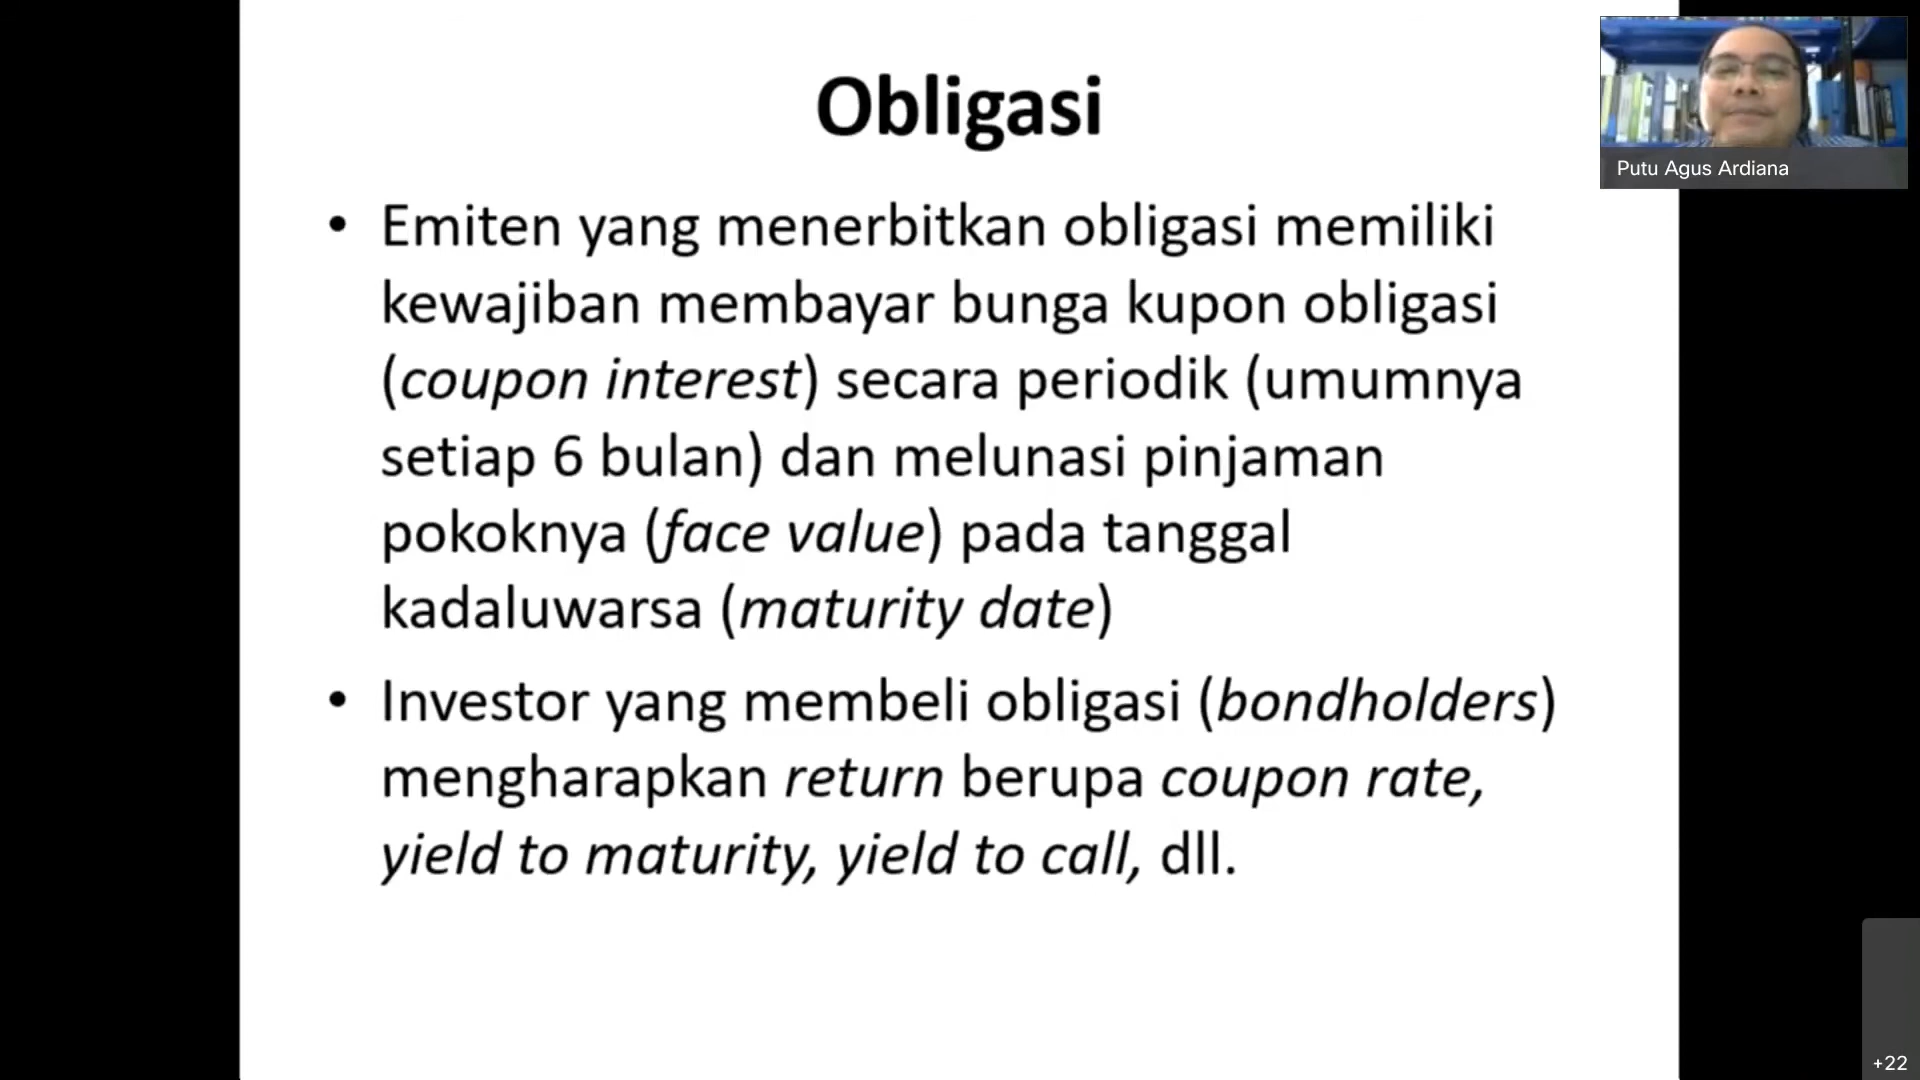 Obligasi
Putu Agus Ardiana
• Emiten yang menerbitkan obligasi memiliki
kewajiban membayar bunga kupon obligasi
(coupon interest) secara periodik (umumnya
setiap 6 bulan) dan melunasi pinjaman
pokoknya (face value) pada tanggal
kadaluwarsa (maturity date)
• Investor yang membeli obligasi (bondholders)
mengharapkan return berupa coupon rate,
yield to maturity, yield to call, dll.
+22